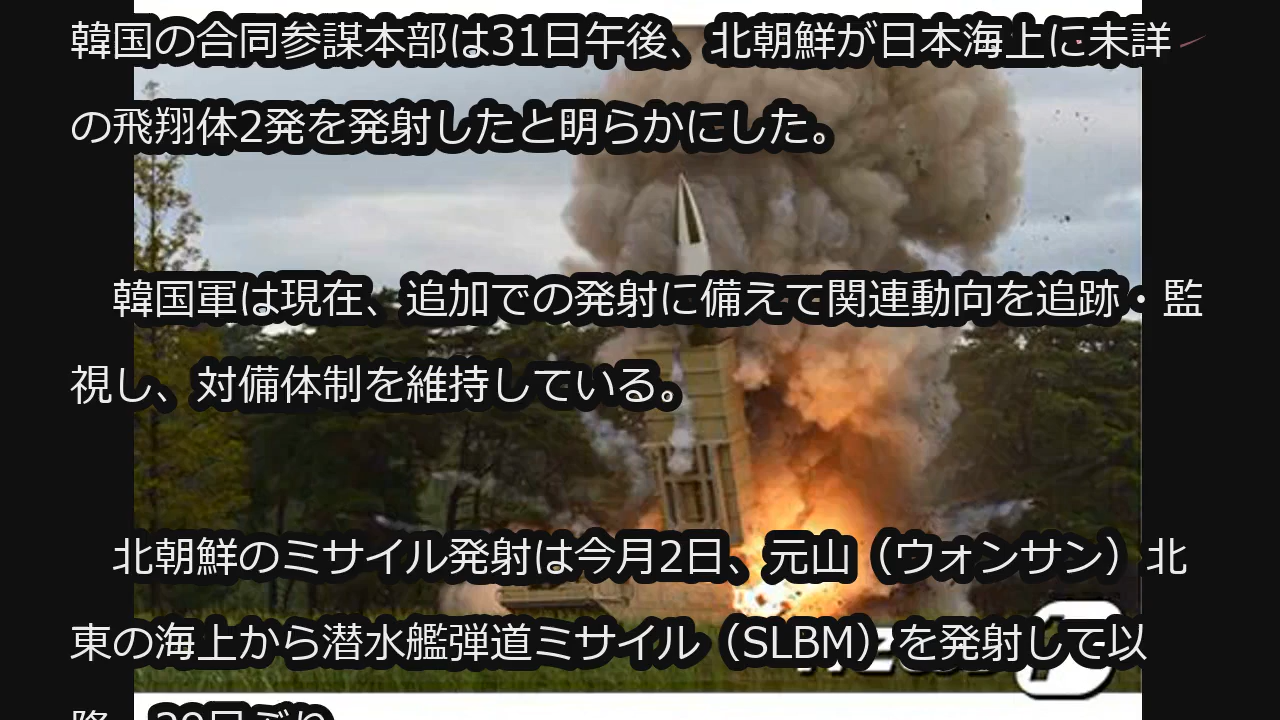 韓国の合同参謀本部は31日午後、北朝鮮が日本海上に未詳
の飛翔体2発を発射したと明らかにした。
韓国軍は現在、追加での発射に備えて関連動向を追跡・監
視し、対備体制を維持している。
北朝鮮のミサイル発射は今月2日、元山（ウォンサン）北
東の海上から潜水艦弾道ミサイル（SLBM）を発射して以